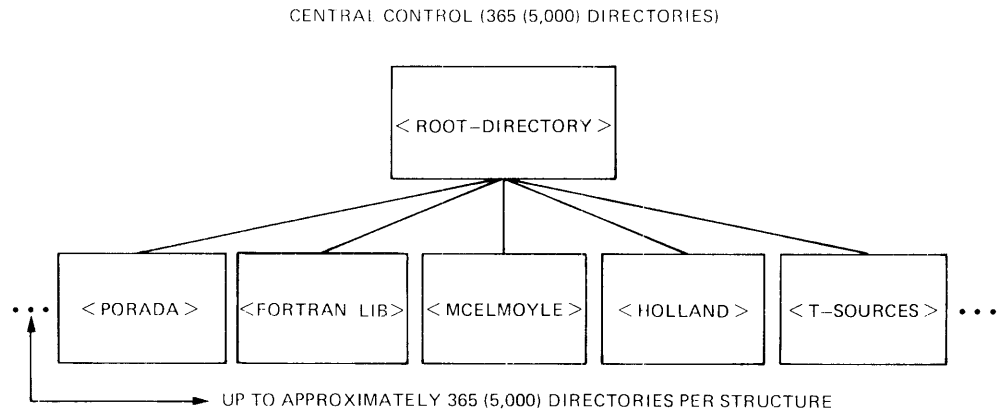 CENTRAL CONTROL (365 (5,000) DIRECTORIES)
<ROOT–DIRECTORY>
<PORADA>
<FORTRAN LIB>
<MCELMOYLE>
<HOLLAND>
<T–SOURCES>
UP TO APPROXIMATELY 365 (5,000) DIRECTORIES PER STRUCTURE